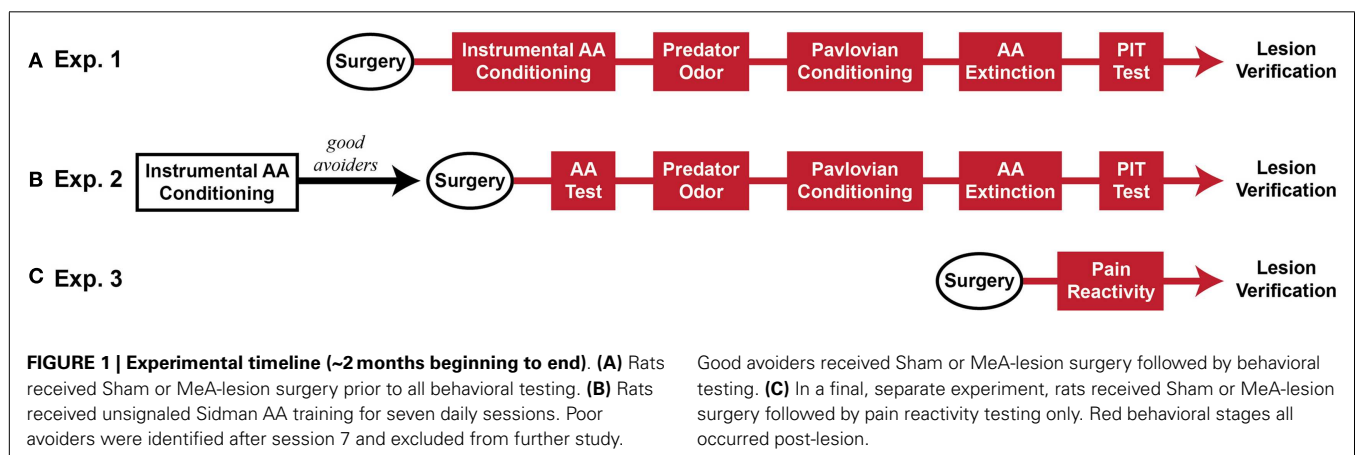 A Exp. 1
Surgery
Instrumental AA
Conditioning
Predator
Odor
Pavlovian
Conditioning
AA
Extinction
PIT
Test
Lesion
Verification
B Exp. 2
Instrumental AA
Conditioning
good
avoiders
Surgery
AA
Test
Predator
Odor
Pavlovian
Conditioning
AA
Extinction
PIT
Test
Lesion
Verification
C Exp. 3
Surgery
Pain
Reactivity
Lesion
Verification
FIGURE 1 | Experimental timeline (~2 months beginning to end). (A) Rats
received Sham or MeA-lesion surgery prior to all behavioral testing. (B) Rats
received unsignaled Sidman AA training for seven daily sessions. Poor
avoiders were identified after session 7 and excluded from further study.
Good avoiders received Sham or MeA-lesion surgery followed by behavioral
testing. (C) In a final, separate experiment, rats received Sham or MeA-lesion
surgery followed by pain reactivity testing only. Red behavioral stages all
occurred post-lesion.